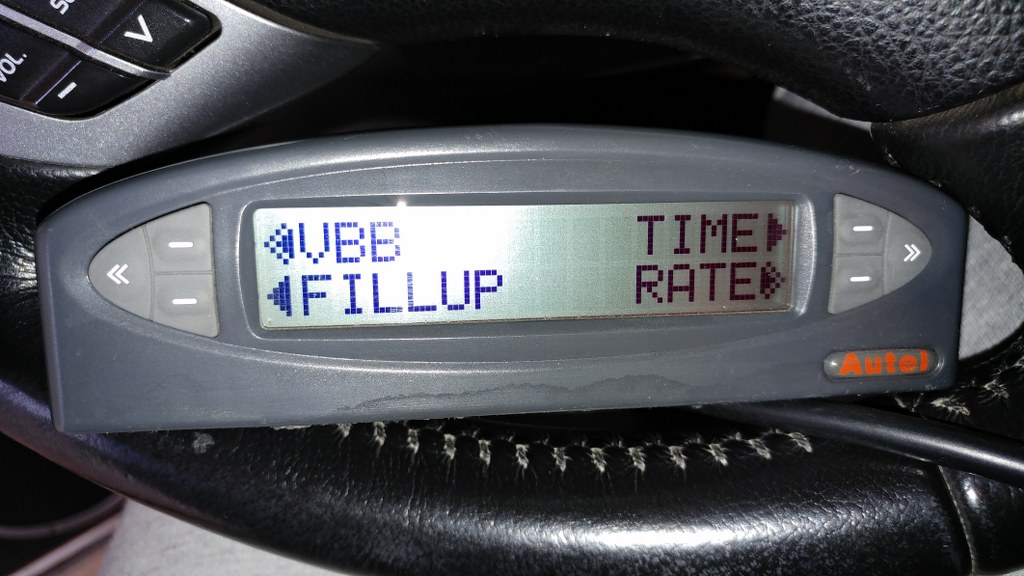 VOL.
VBB TIME
FILLUP RATE
Autel